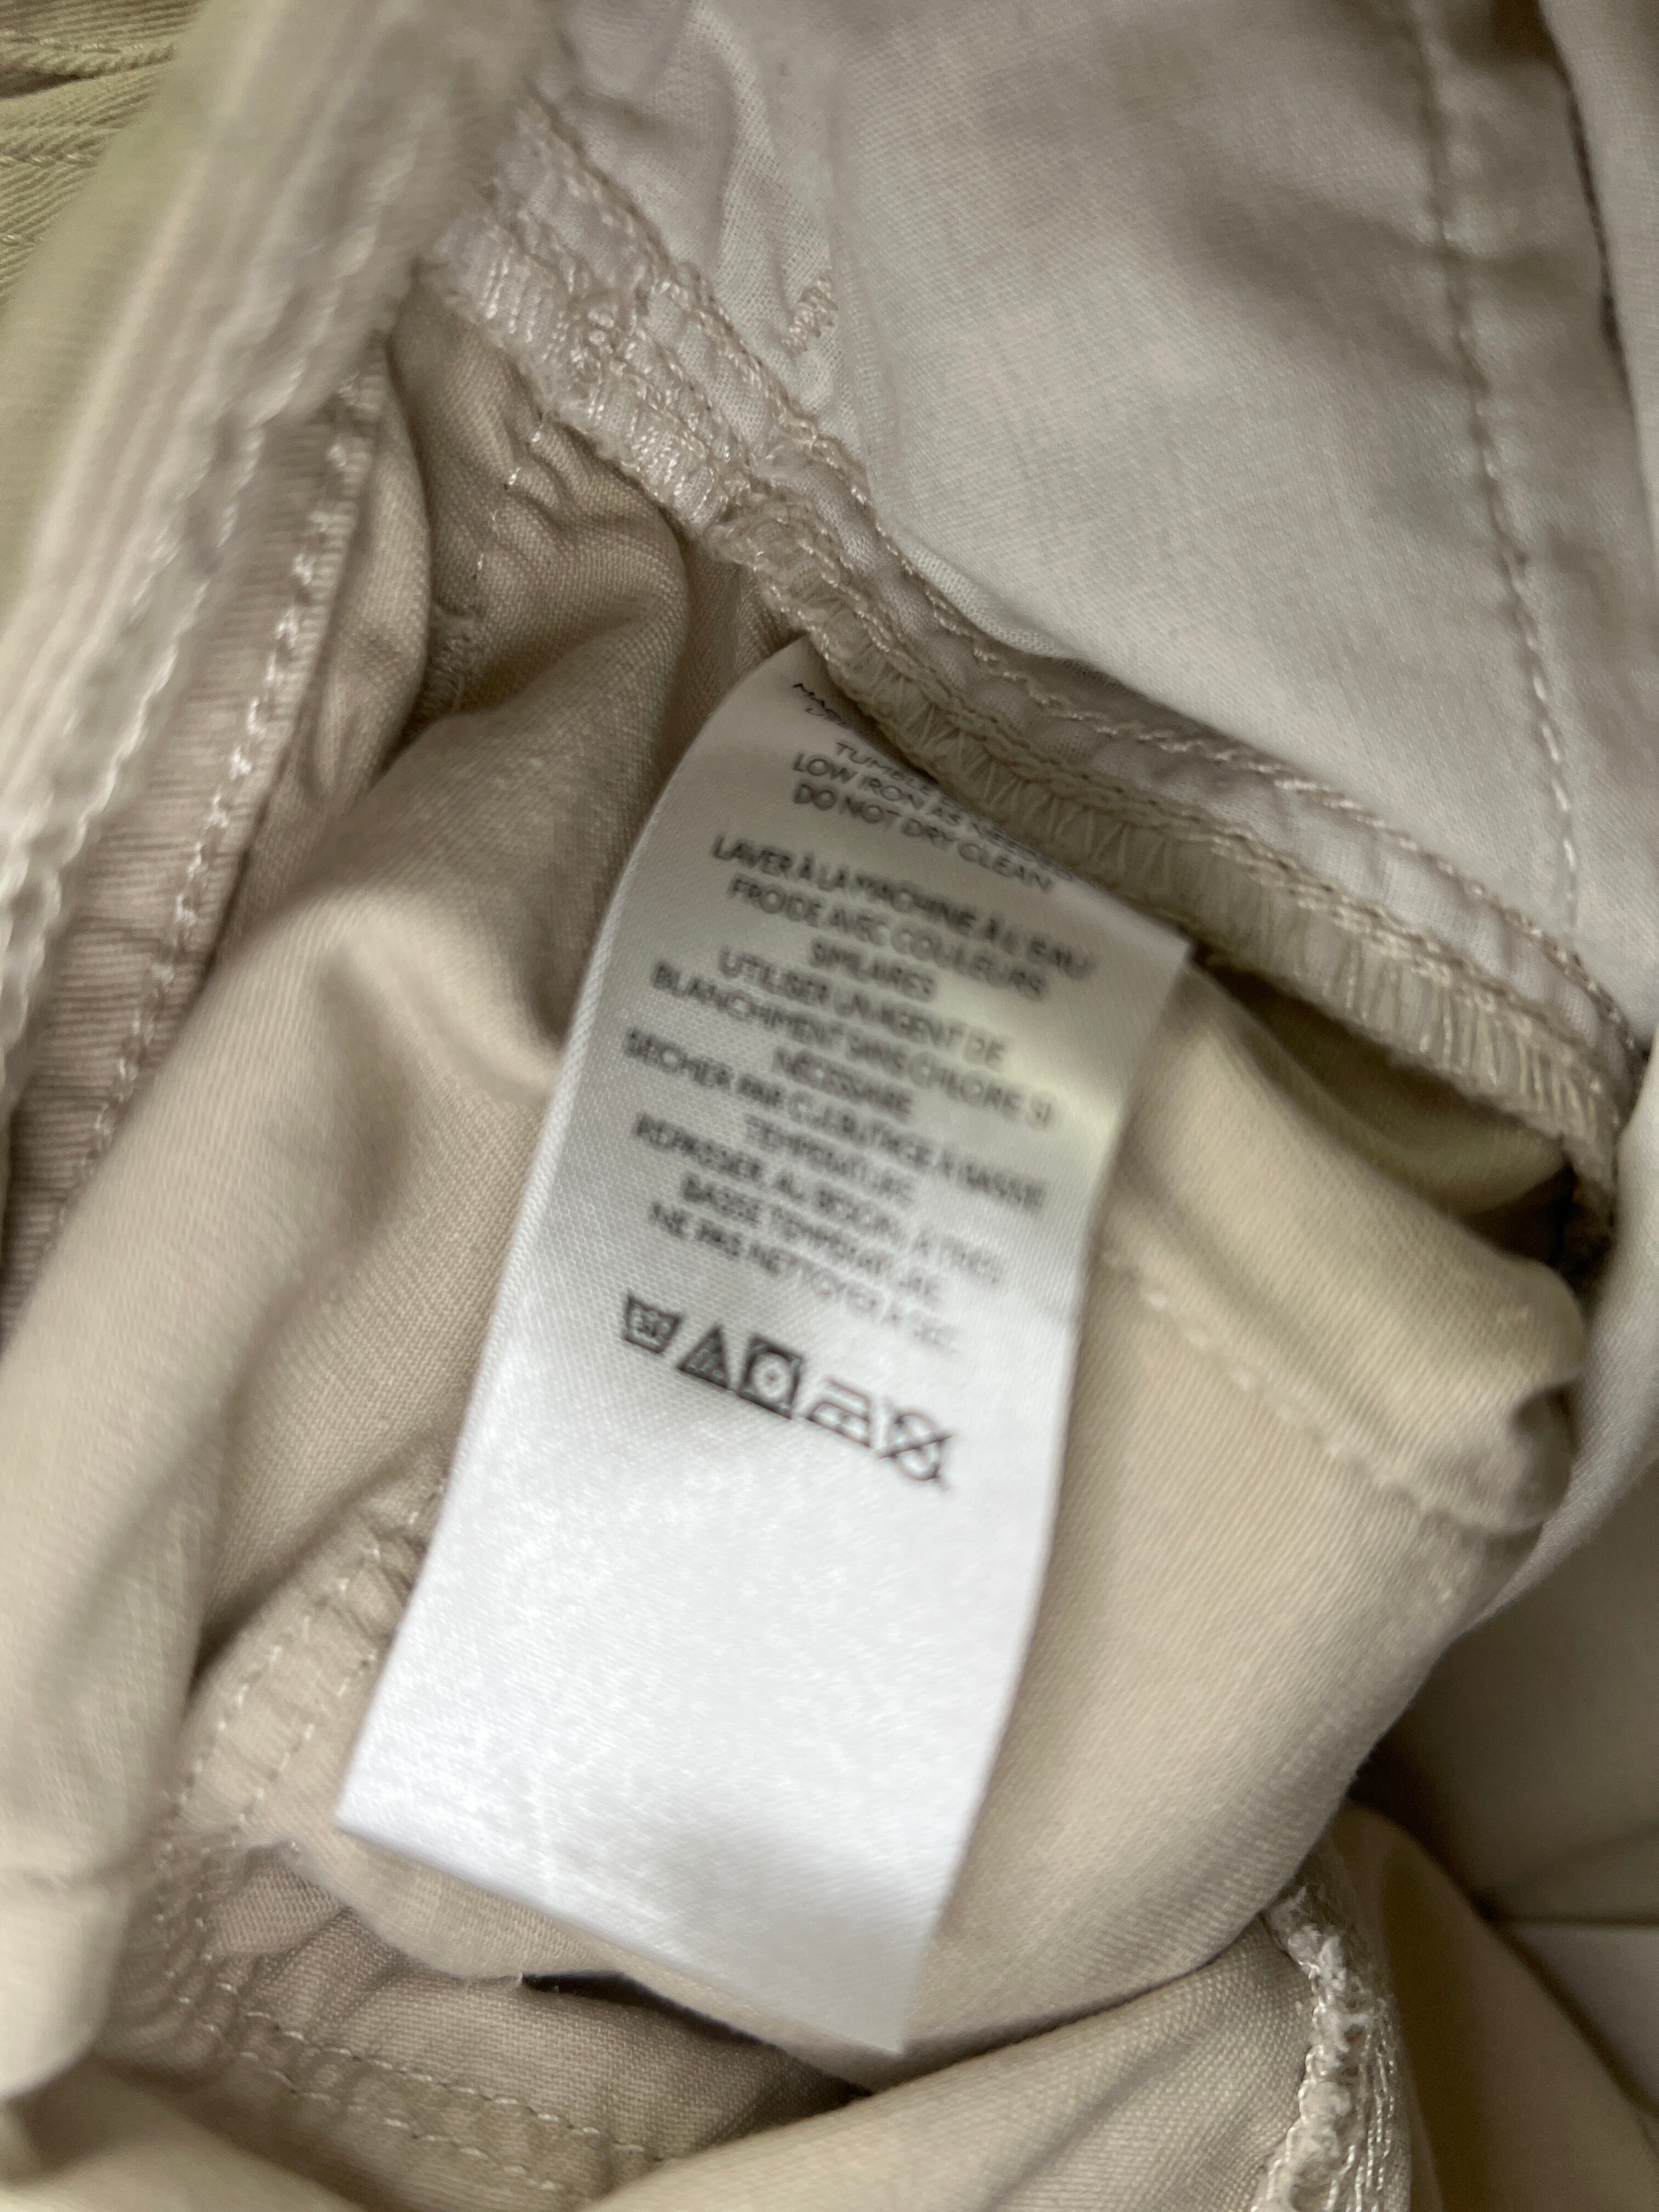 LOW IRON AS NEEDED
DO NOT DRY CLEAN
LAVER À LA MACHINE À L'EAU
FROIDE AVEC COULEURS
SIMILAIRES
UTILISER UN AGENT DE
BLANCHIMENT SANS CHLORE SI
NÉCESSAIRE
SÉCHER PAR CULBUTAGE À BASSE
TEMPÉRATURE
REPASSER, AU BESOIN, À
BASSE TEMPÉRATURE
NE PAS NETTOYER À SEC